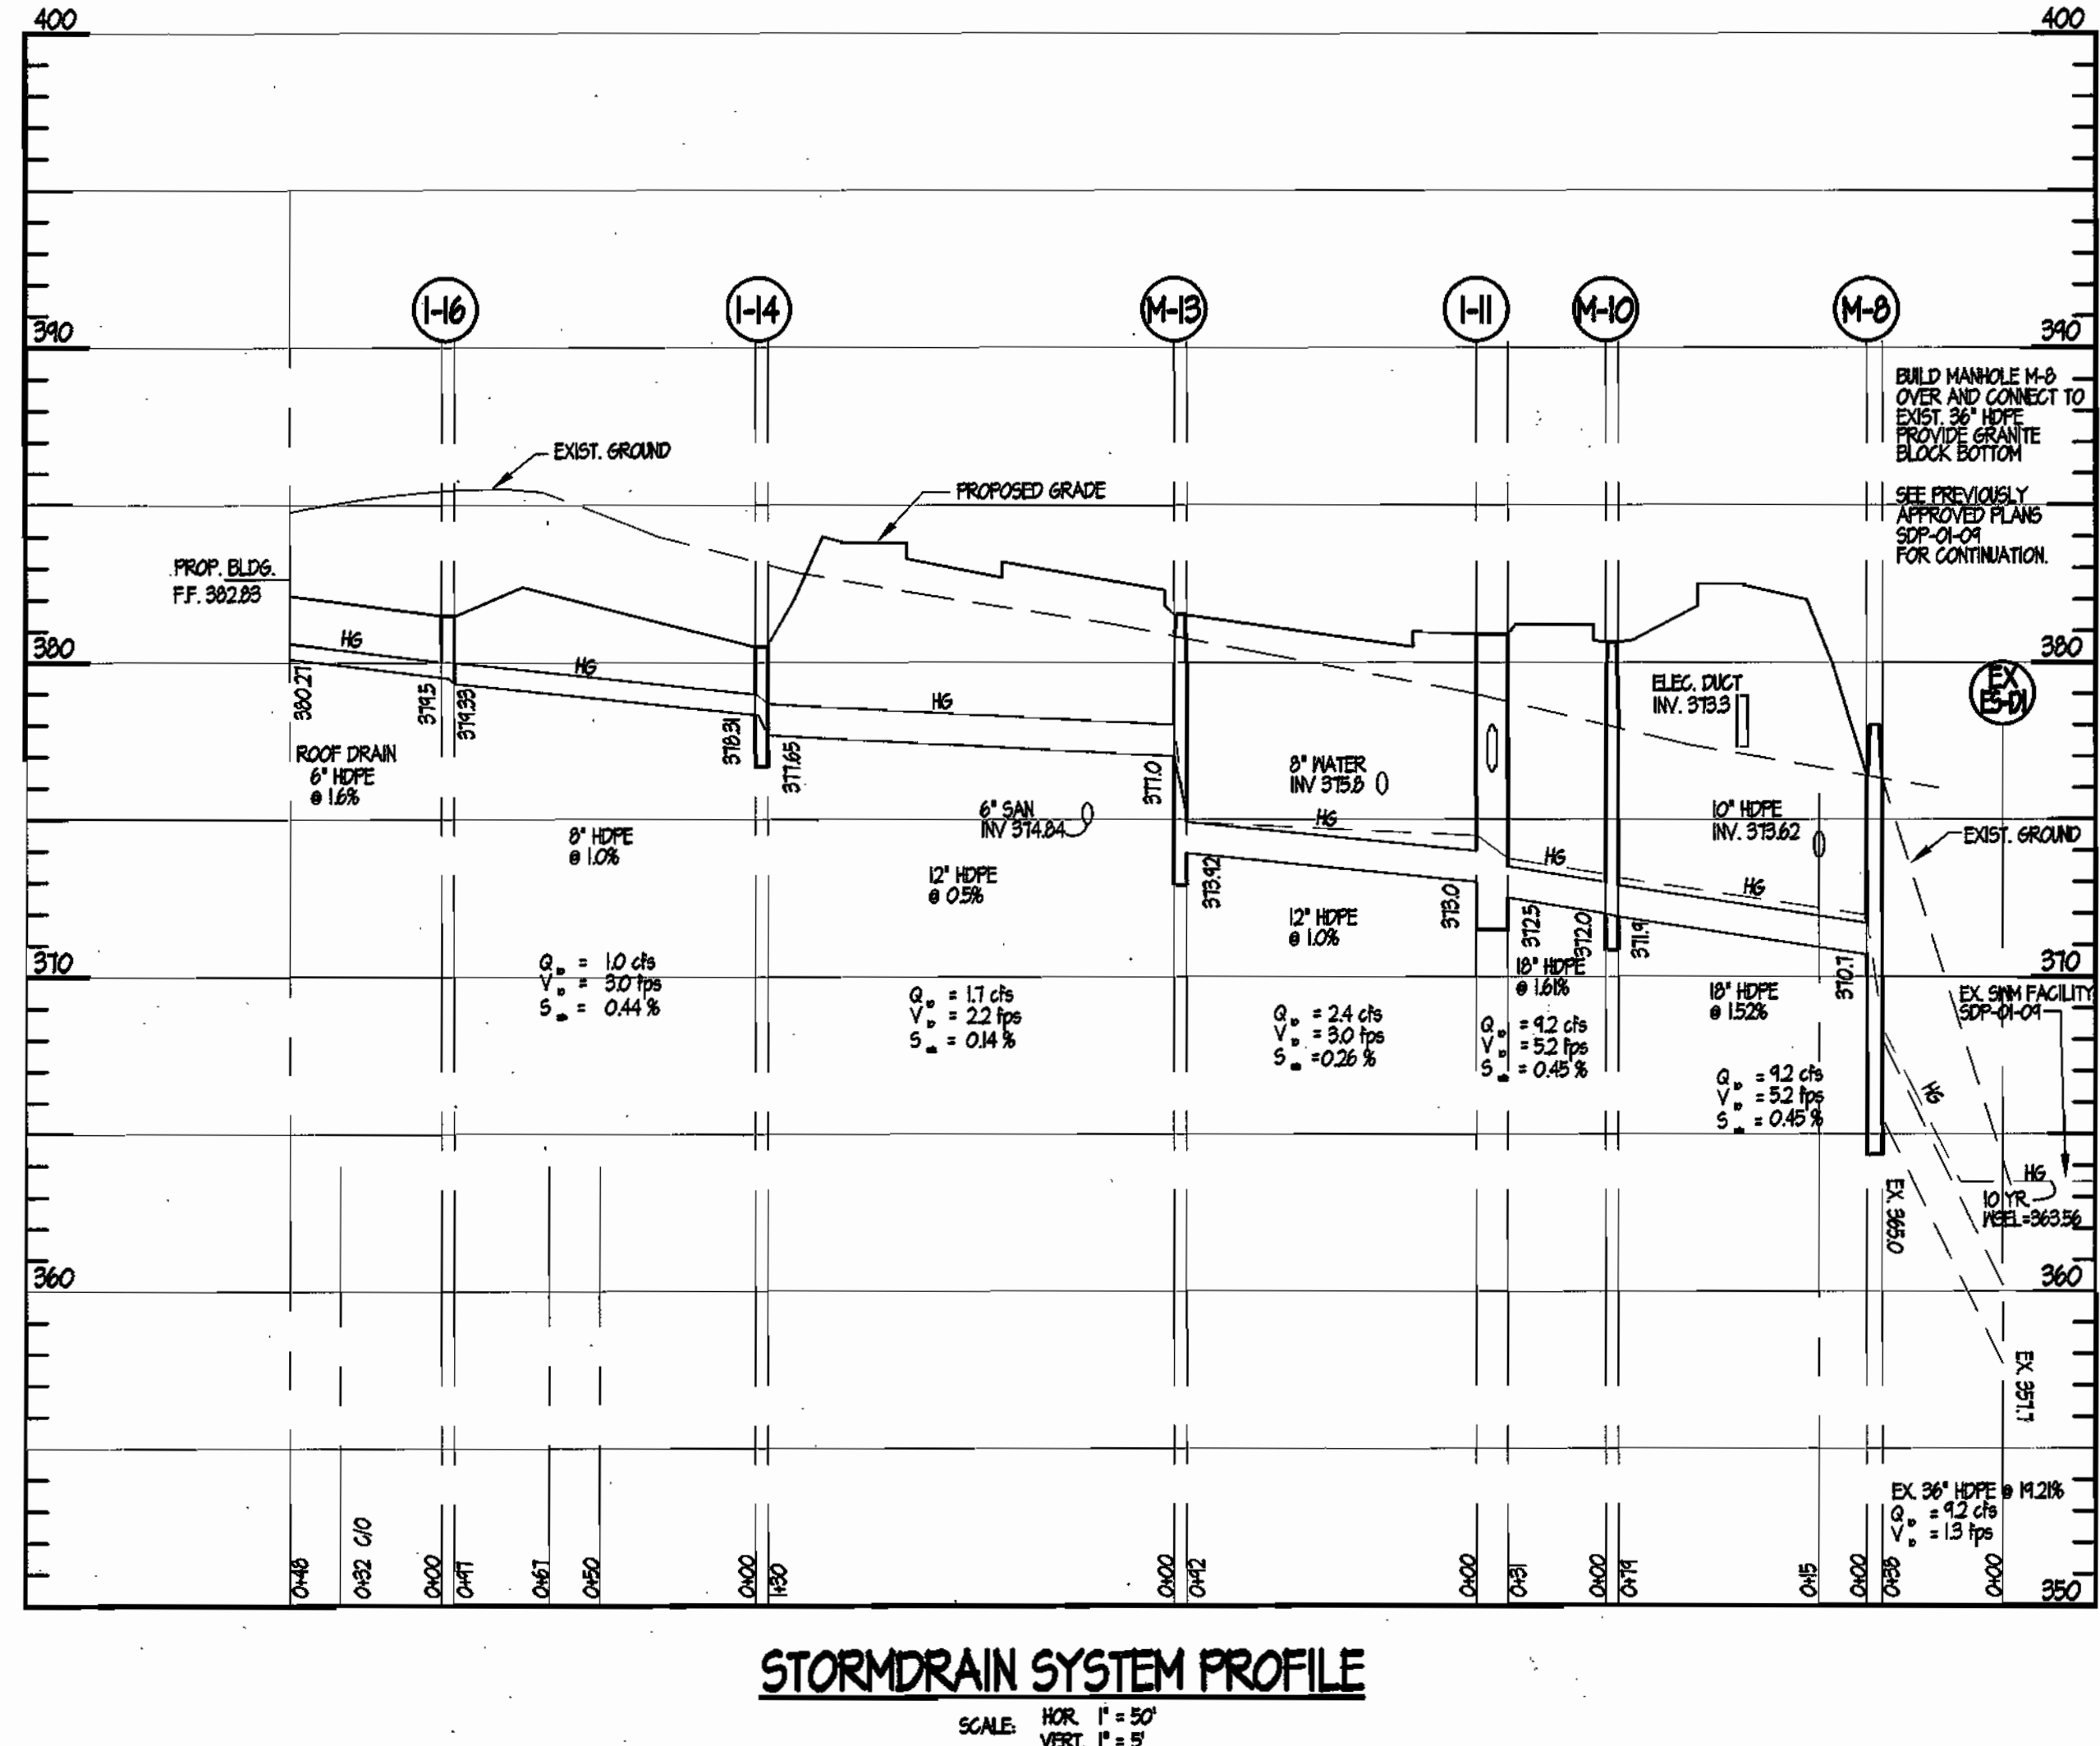 400
400
I-16
I-14
M-13
I-11
M-10
M-8
390
390
BUILD MANHOLE M-8
OVER AND CONNECT TO
EXIST. 36" HDPE
PROVIDE GRANITE
BLOCK BOTTOM
SEE PREVIOUSLY
APPROVED PLANS
SDP-01-09
FOR CONTINUATION.
EXIST. GROUND
PROPOSED GRADE
PROP. BLDG.
F.F. 382.83
HG
HG
HG
380
380
EX
ES-D1
380.27
379.5
379.33
378.31
377.65
377.0
ELEC. DUCT
INV. 373.3
ROOF DRAIN
6" HDPE
@ 1.6%
8" HDPE
@ 1.0%
6" SAN
INV 374.84
8" WATER
INV 375.8
HG
10" HDPE
INV. 373.62
EXIST. GROUND
12" HDPE
@ 0.5%
373.92
12" HDPE
@ 1.0%
373.0
372.5
HG
372.0
371.9
HG
370.7
370
370
18" HDPE
@ 1.61%
18" HDPE
@ 1.52%
EX. SWM FACILITY
SDP-01-09
Q = 1.0 cfs
V = 3.0 fps
S = 0.44 %
Q = 1.7 cfs
V = 2.2 fps
S = 0.14 %
Q = 2.4 cfs
V = 3.0 fps
S = 0.26 %
Q = 9.2 cfs
V = 5.2 fps
S = 0.45 %
Q = 9.2 cfs
V = 5.2 fps
S = 0.45 %
HG
HG
10 YR.
WSEL=363.56
EX. 365.0
360
360
EX. 357.7
EX. 36" HDPE @ 19.21%
Q = 9.2 cfs
V = 1.3 fps
0+48
0+32 C/O
0+00
0+97
0+67
0+50
0+00
1+30
0+00
0+92
0+00
0+31
0+00
0+79
0+15
0+00
0+38
0+00
350
STORMDRAIN SYSTEM PROFILE
SCALE: HOR. 1" = 50'
VERT. 1" = 5'